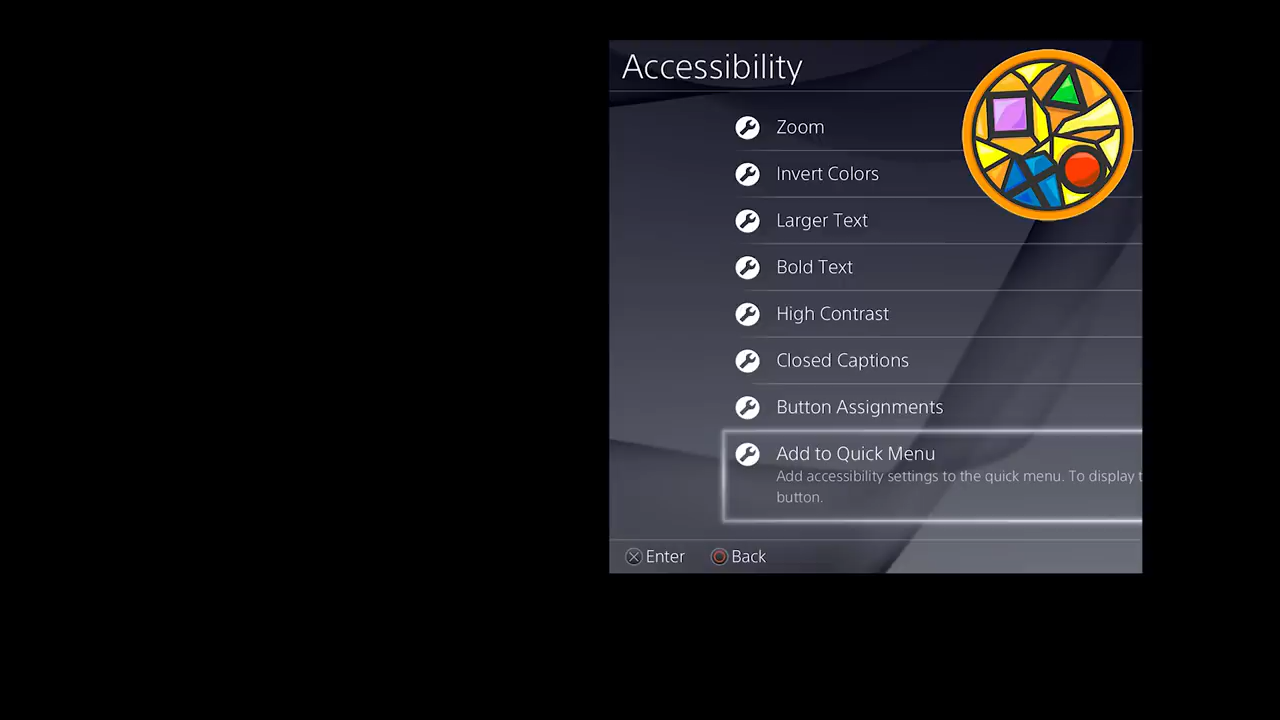 Accessibility
Zoom
Invert Colors
Larger Text
Bold Text
High Contrast
Closed Captions
Button Assignments
Add to Quick Menu
Add accessibility settings to the quick menu. To display
button.
Enter Back